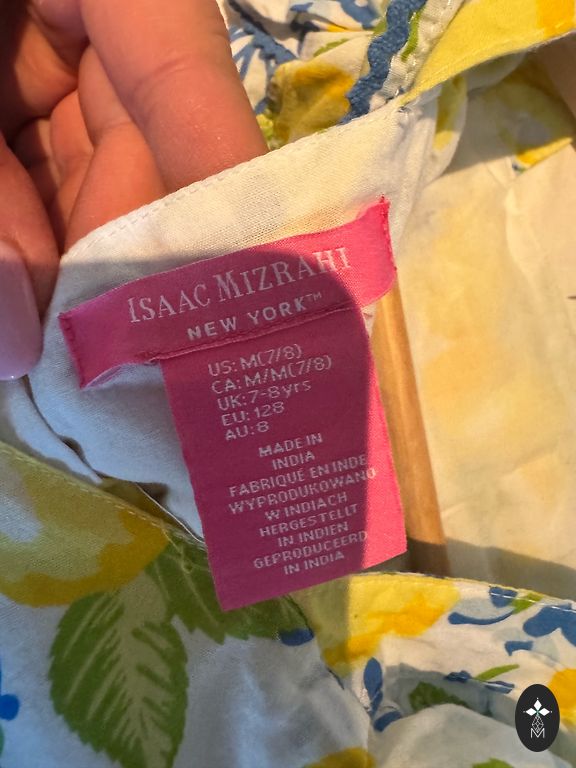 ISAAC MIZRAHI
NEW YORK™
US: M(7/8)
CA: M/M(7/8)
UK: 7-8yrs
EU: 128
AU: 8
MADE IN
INDIA
FABRIQUÉ EN INDE
WYPRODUKOWANO
W INDIACH
HERGESTELLT
IN INDIEN
GEPRODUCEERD
IN INDIA
M